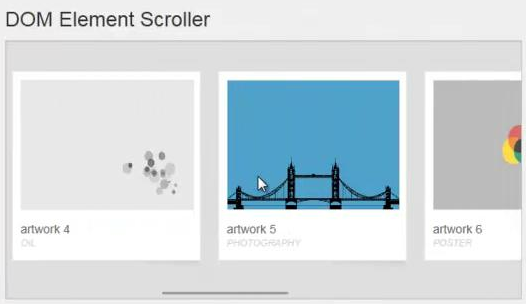 DOM Element Scroller
artwork 4
OIL
artwork 5
PHOTOGRAPHY
artwork 6
POSTER